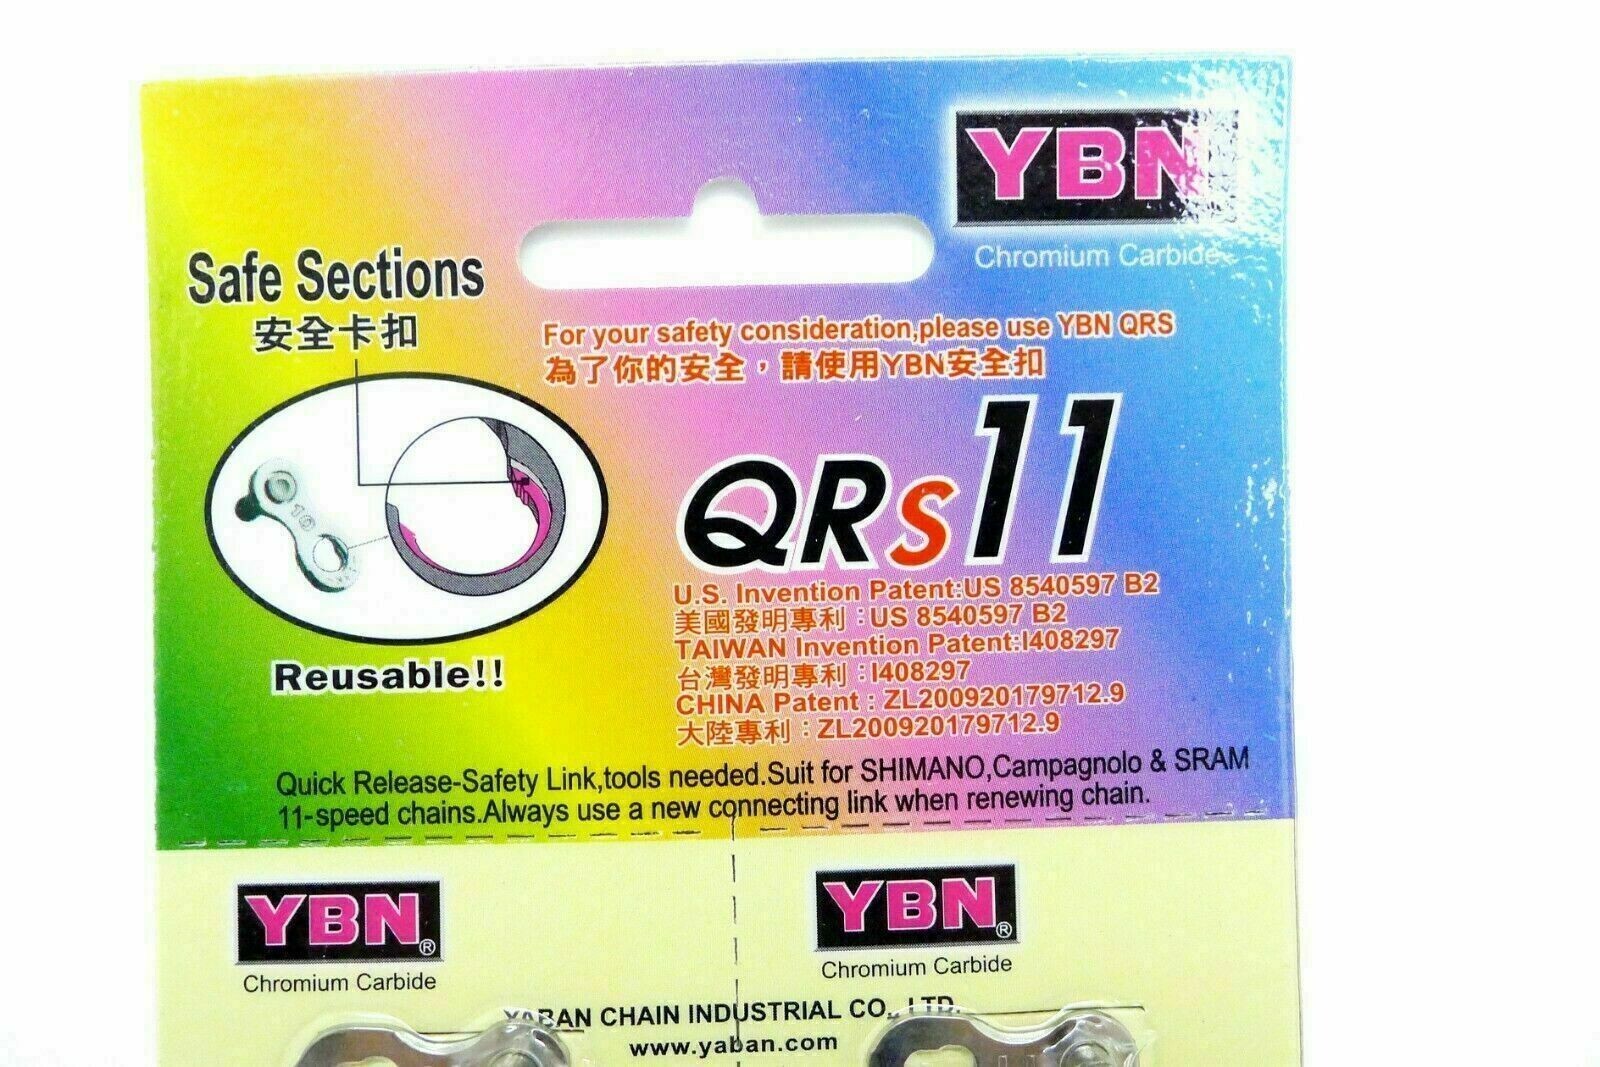 YBN
Chromium Carbide
Safe Sections
安全卡扣
For your safety consideration,please use YBN QRS
為了你的安全，請使用YBN安全扣
10
QRs11
Reusable!!
U.S. Invention Patent:US 8540597 B2
美國發明專利：US 8540597 B2
TAIWAN Invention Patent:I408297
台灣發明專利：I408297
CHINA Patent : ZL200920179712.9
大陸專利：ZL200920179712.9
Quick Release-Safety Link,tools needed.Suit for SHIMANO,Campagnolo & SRAM
11-speed chains.Always use a new connecting link when renewing chain.
YBN®
Chromium Carbide
YBN®
Chromium Carbide
YABAN CHAIN INDUSTRIAL CO., LTD.
www.yaban.com